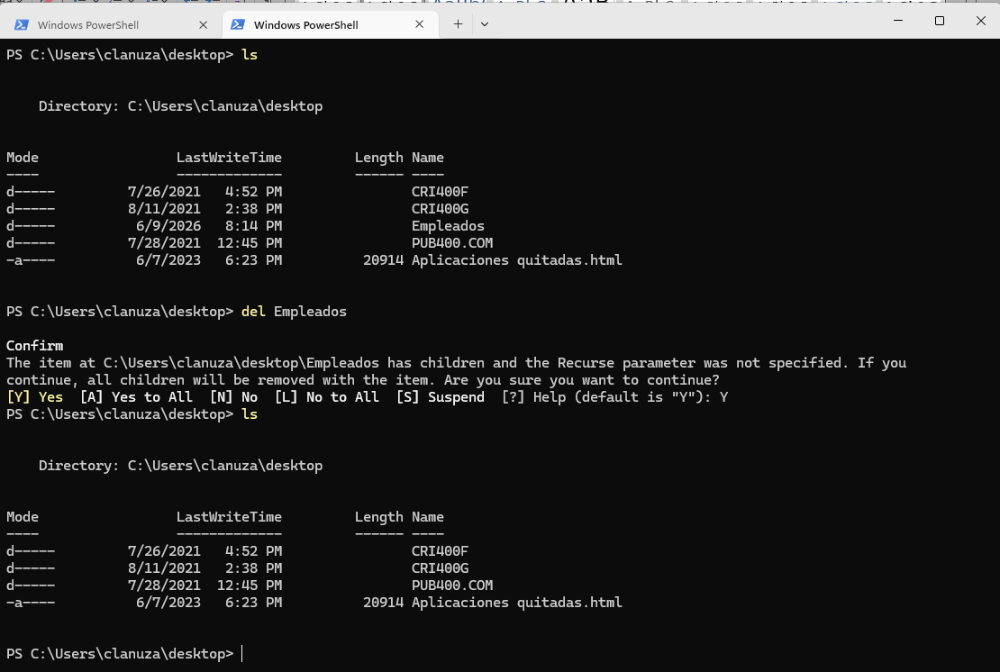 Windows PowerShell
Windows PowerShell
PS C:\Users\clanuza\desktop> ls
Directory: C:\Users\clanuza\desktop
Mode LastWriteTime Length Name
---- ------------- ------ ----
d----- 7/26/2021 4:52 PM CRI400F
d----- 8/11/2021 2:38 PM CRI400G
d----- 6/9/2026 8:14 PM Empleados
d----- 7/28/2021 12:45 PM PUB400.COM
-a---- 6/7/2023 6:23 PM 20914 Aplicaciones quitadas.html
PS C:\Users\clanuza\desktop> del Empleados
Confirm
The item at C:\Users\clanuza\desktop\Empleados has children and the Recurse parameter was not specified. If you
continue, all children will be removed with the item. Are you sure you want to continue?
[Y] Yes [A] Yes to All [N] No [L] No to All [S] Suspend [?] Help (default is "Y"): Y
PS C:\Users\clanuza\desktop> ls
Directory: C:\Users\clanuza\desktop
Mode LastWriteTime Length Name
---- ------------- ------ ----
d----- 7/26/2021 4:52 PM CRI400F
d----- 8/11/2021 2:38 PM CRI400G
d----- 7/28/2021 12:45 PM PUB400.COM
-a---- 6/7/2023 6:23 PM 20914 Aplicaciones quitadas.html
PS C:\Users\clanuza\desktop>